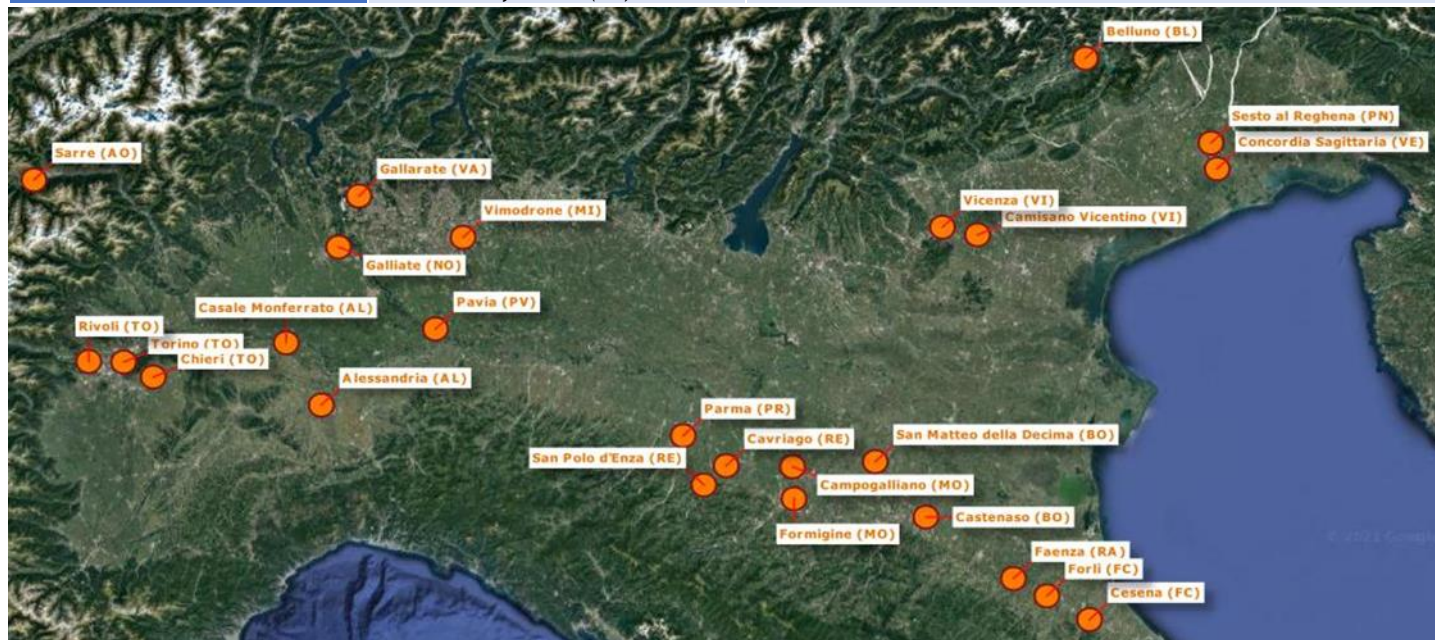 Belluno (BL)
Sesto al Reghena (PN)
Concordia Sagittaria (VE)
Sarre (AO)
Gallarate (VA)
Vimodrone (MI)
Vicenza (VI)
Camisano Vicentino (VI)
Galliate (NO)
Casale Monferrato (AL)
Pavia (PV)
Rivoli (TO)
Torino (TO)
Chieri (TO)
Alessandria (AL)
Parma (PR)
Cavriago (RE)
San Matteo della Decima (BO)
San Polo d'Enza (RE)
Campogalliano (MO)
Formigine (MO)
Castenaso (BO)
© 2021 Google
Faenza (RA)
Forlì (FC)
Cesena (FC)